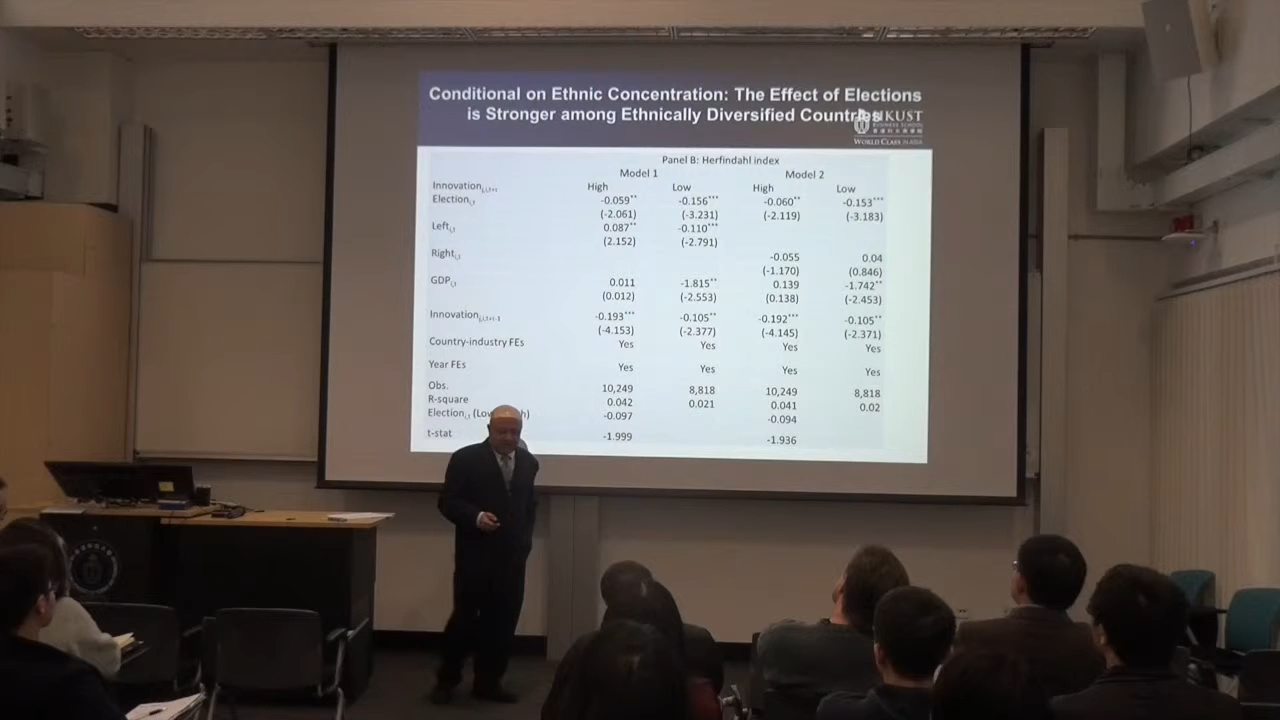 Conditional on Ethnic Concentration: The Effect of Elections
is Stronger among Ethnically Diversified Countries
HKUST
BUSINESS SCHOOL
WORLD CLASS IN ASIA
Panel B: Herfindahl index
Model 1 Model 2
Innovation High Low High Low
Election -0.059** -0.156*** -0.060** -0.153***
(-2.061) (-3.231) (-2.119) (-3.183)
Left 0.087** -0.110***
(2.152) (-2.791)
Right -0.055 0.04
(-1.170) (0.846)
GDP 0.011 -1.815** 0.139 -1.742**
(0.012) (-2.553) (0.138) (-2.453)
Innovation -0.193*** -0.105** -0.192*** -0.105**
(-4.153) (-2.377) (-4.145) (-2.371)
Country-industry FEs Yes Yes Yes Yes
Year FEs Yes Yes Yes Yes
Obs. 10,249 8,818 10,249 8,818
R-square 0.042 0.021 0.041 0.02
Election (Low h) -0.097 -0.094
t-stat -1.999 -1.936